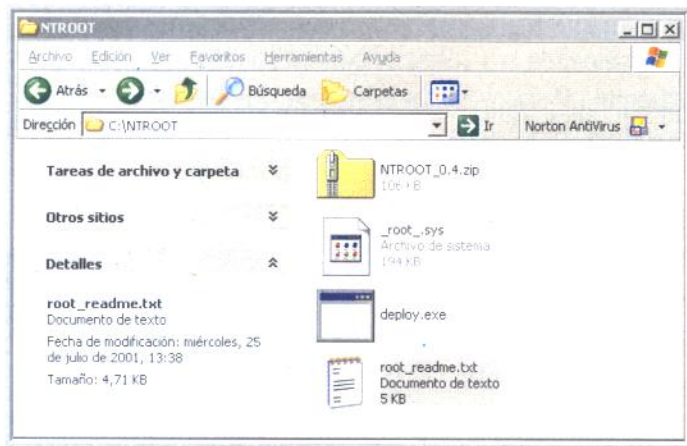 NTROOT
Archivo Edición Ver Favoritos Herramientas Ayuda
Atrás Búsqueda Carpetas
Dirección C:\NTROOT Ir Norton AntiVirus
Tareas de archivo y carpeta
Otros sitios
Detalles
root_readme.txt
Documento de texto
Fecha de modificación: miércoles, 25
de julio de 2001, 13:38
Tamaño: 4,71 KB
NTROOT_0.4.zip
106 KB
_root_.sys
Archivo de sistema
194 KB
deploy.exe
root_readme.txt
Documento de texto
5 KB